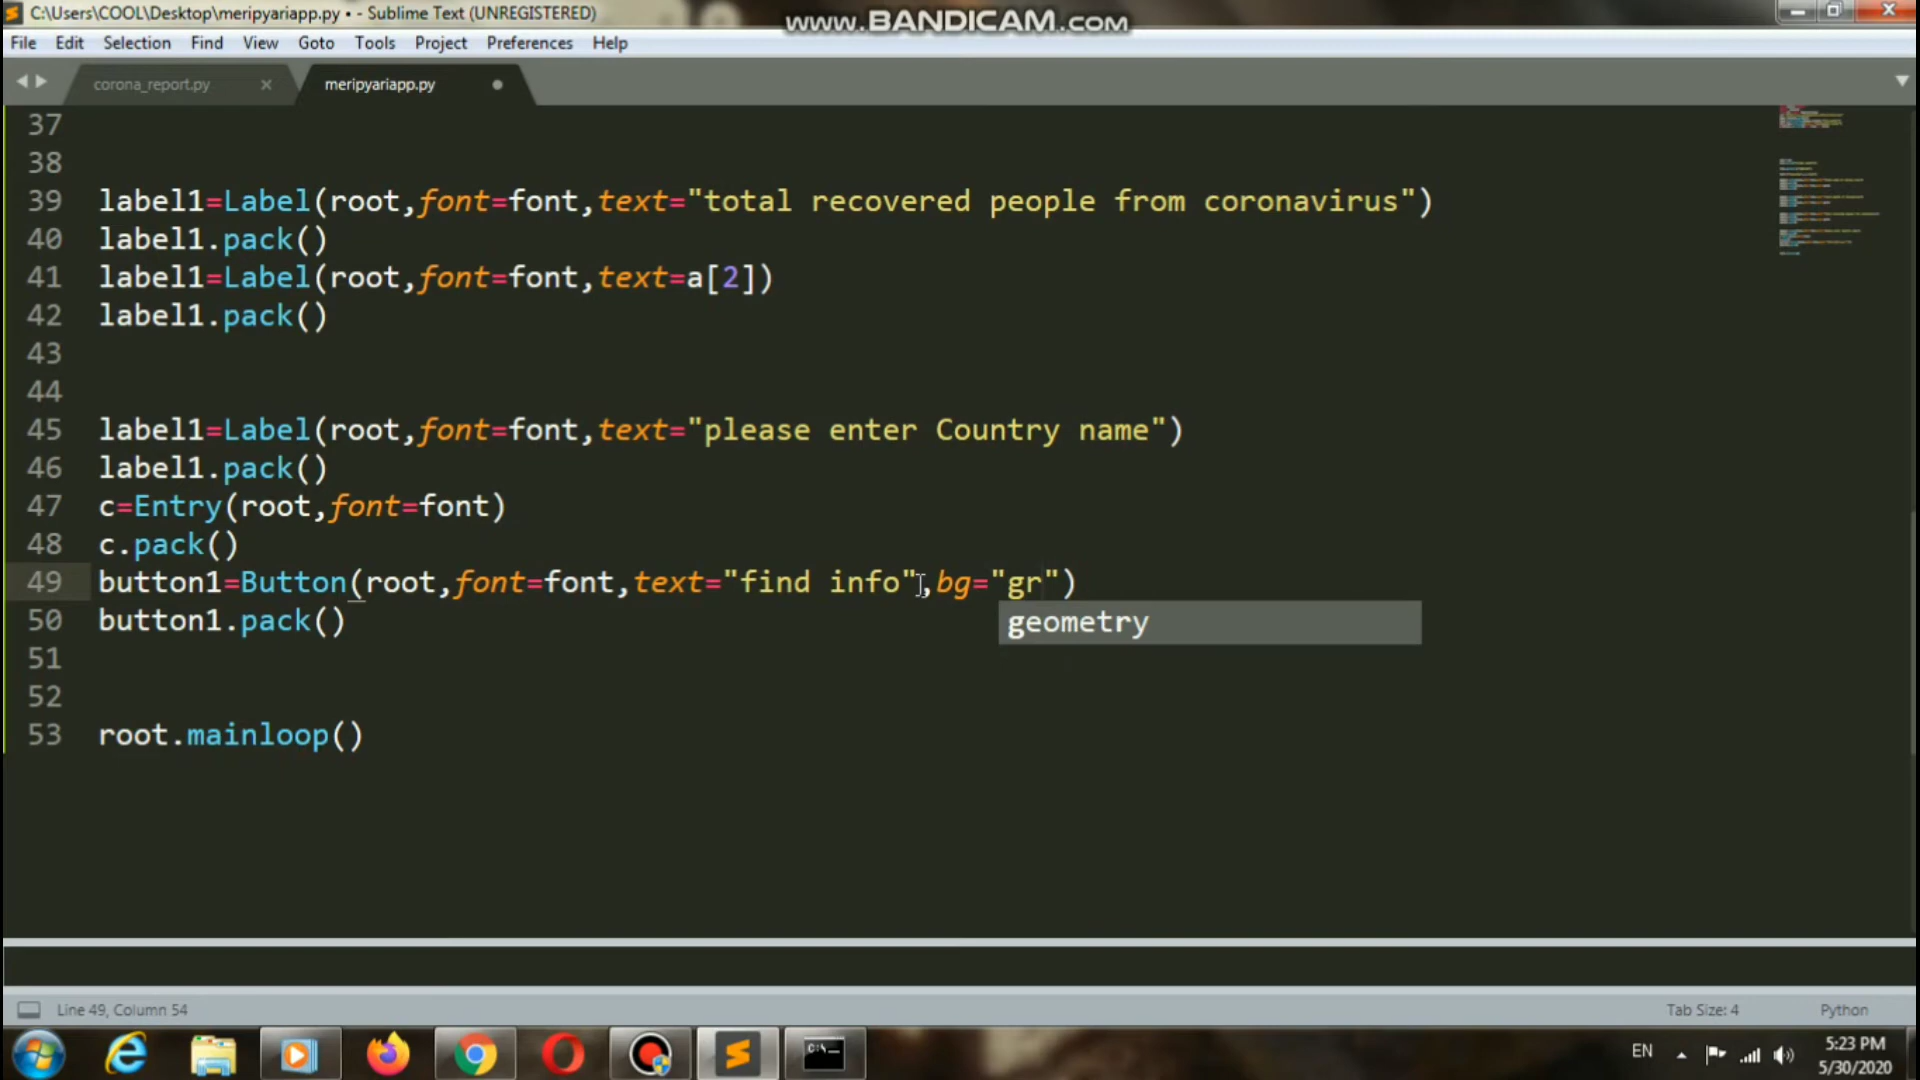 C:\Users\COOL\Desktop\meripyariapp.py • - Sublime Text (UNREGISTERED)
www.BANDICAM.com
File Edit Selection Find View Goto Tools Project Preferences Help
corona_report.py × meripyariapp.py
37
38
39 label1=Label(root,font=font,text="total recovered people from coronavirus")
40 label1.pack()
41 label1=Label(root,font=font,text=a[2])
42 label1.pack()
43
44
45 label1=Label(root,font=font,text="please enter Country name")
46 label1.pack()
47 c=Entry(root,font=font)
48 c.pack()
49 button1=Button(root,font=font,text="find info",bg="gr")
geometry
50 button1.pack()
51
52
53 root.mainloop()
Line 49, Column 54 Tab Size: 4 Python
C:\_
EN 5:23 PM
5/30/2020